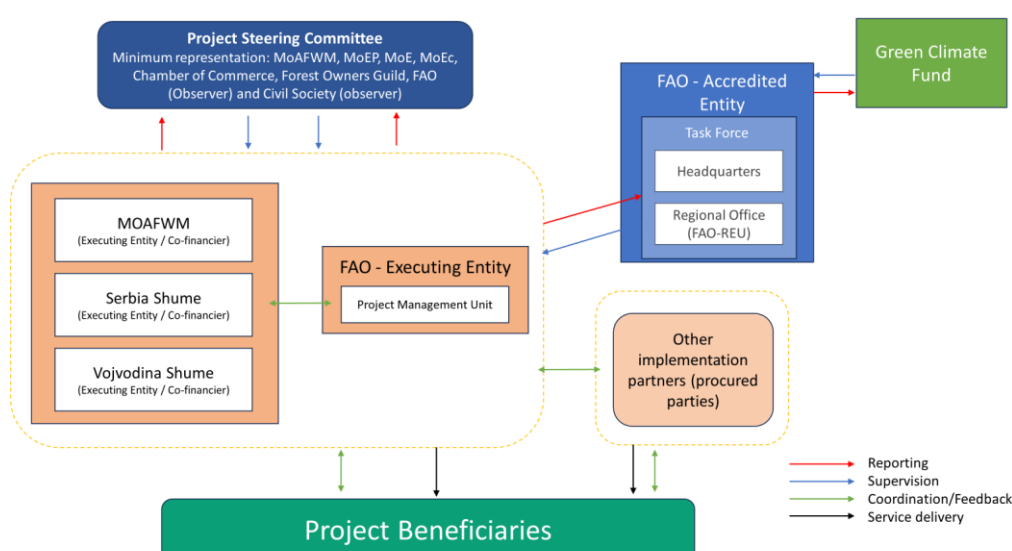 Project Steering Committee
Minimum representation: MoAFWM, MoEP, MoE, MoEc,
Chamber of Commerce, Forest Owners Guild, FAO
(Observer) and Civil Society (observer)
Green Climate
Fund
FAO - Accredited
Entity
Task Force
Headquarters
Regional Office
(FAO-REU)
MOAFWM
(Executing Entity / Co-financier)
Serbia Shume
(Executing Entity / Co-financier)
Vojvodina Shume
(Executing Entity / Co-financier)
FAO - Executing Entity
Project Management Unit
Other
implementation
partners (procured
parties)
Reporting
Supervision
Coordination/Feedback
Service delivery
Project Beneficiaries